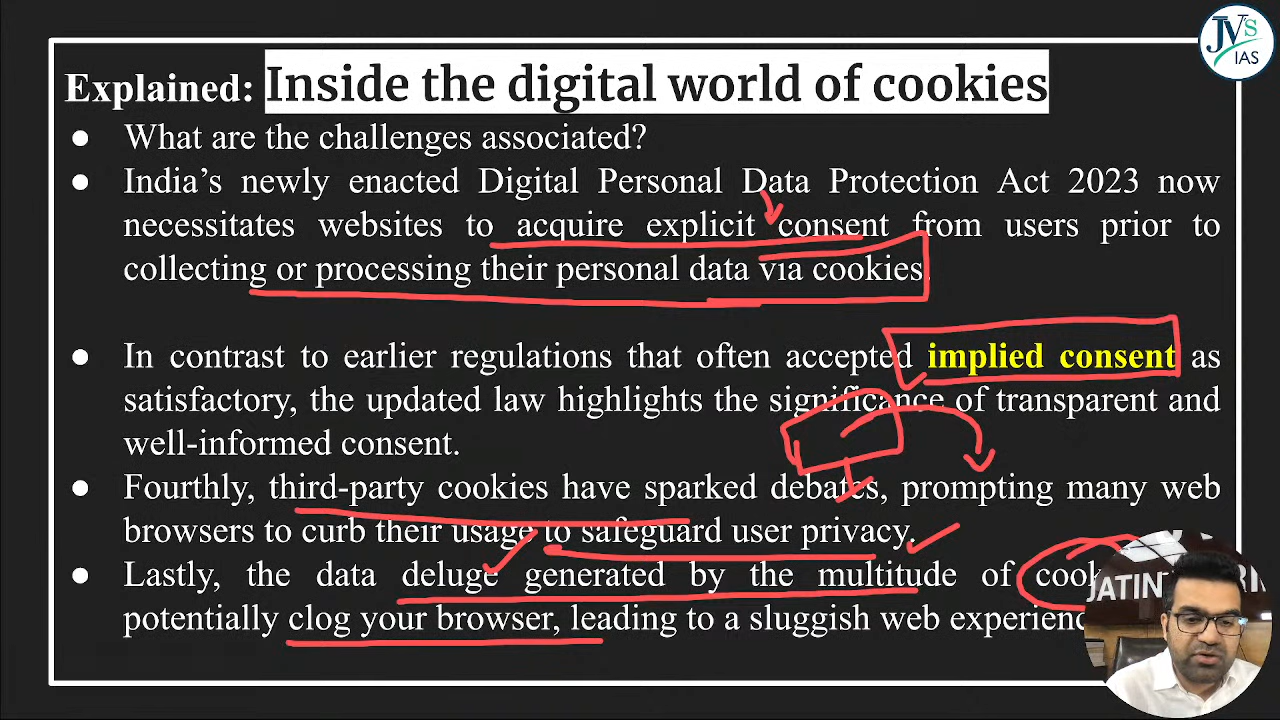 JVS
IAS
Explained: Inside the digital world of cookies
● What are the challenges associated?
● India’s newly enacted Digital Personal Data Protection Act 2023 now
necessitates websites to acquire explicit consent from users prior to
collecting or processing their personal data via cookies.
● In contrast to earlier regulations that often accepted implied consent as
satisfactory, the updated law highlights the significance of transparent and
well-informed consent.
● Fourthly, third-party cookies have sparked debates, prompting many web
browsers to curb their usage to safeguard user privacy.
● Lastly, the data deluge generated by the multitude of
potentially clog your browser, leading to a sluggish web